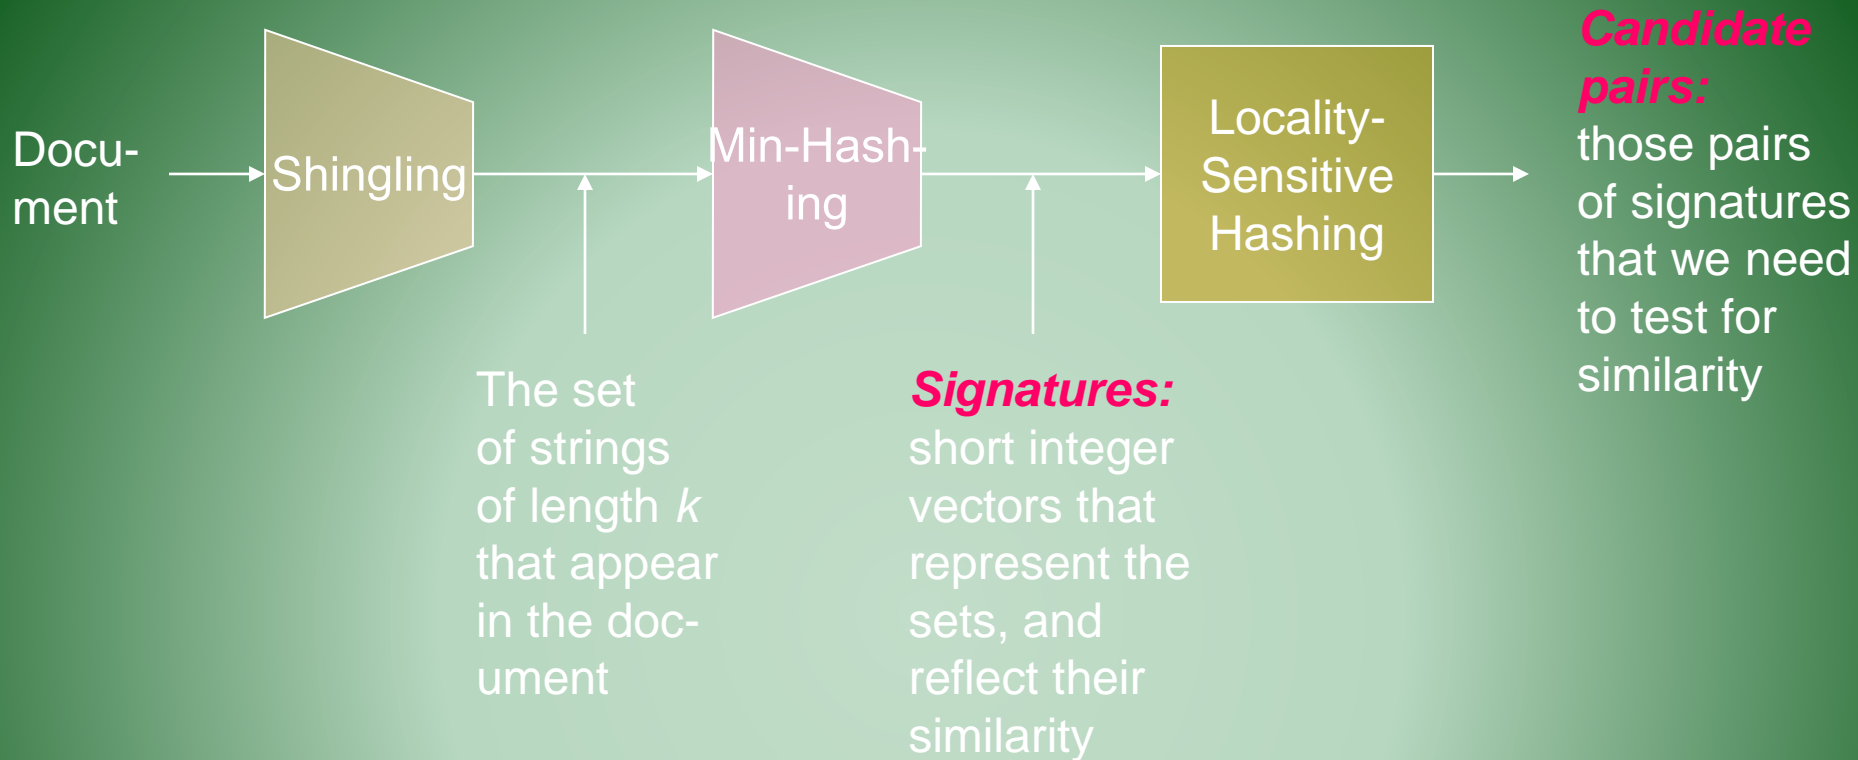 Docu-
ment
Shingling
The set
of strings
of length k
that appear
in the doc-
ument
Min-Hash-
ing
Signatures:
short integer
vectors that
represent the
sets, and
reflect their
similarity
Locality-
Sensitive
Hashing
Candidate
pairs:
those pairs
of signatures
that we need
to test for
similarity